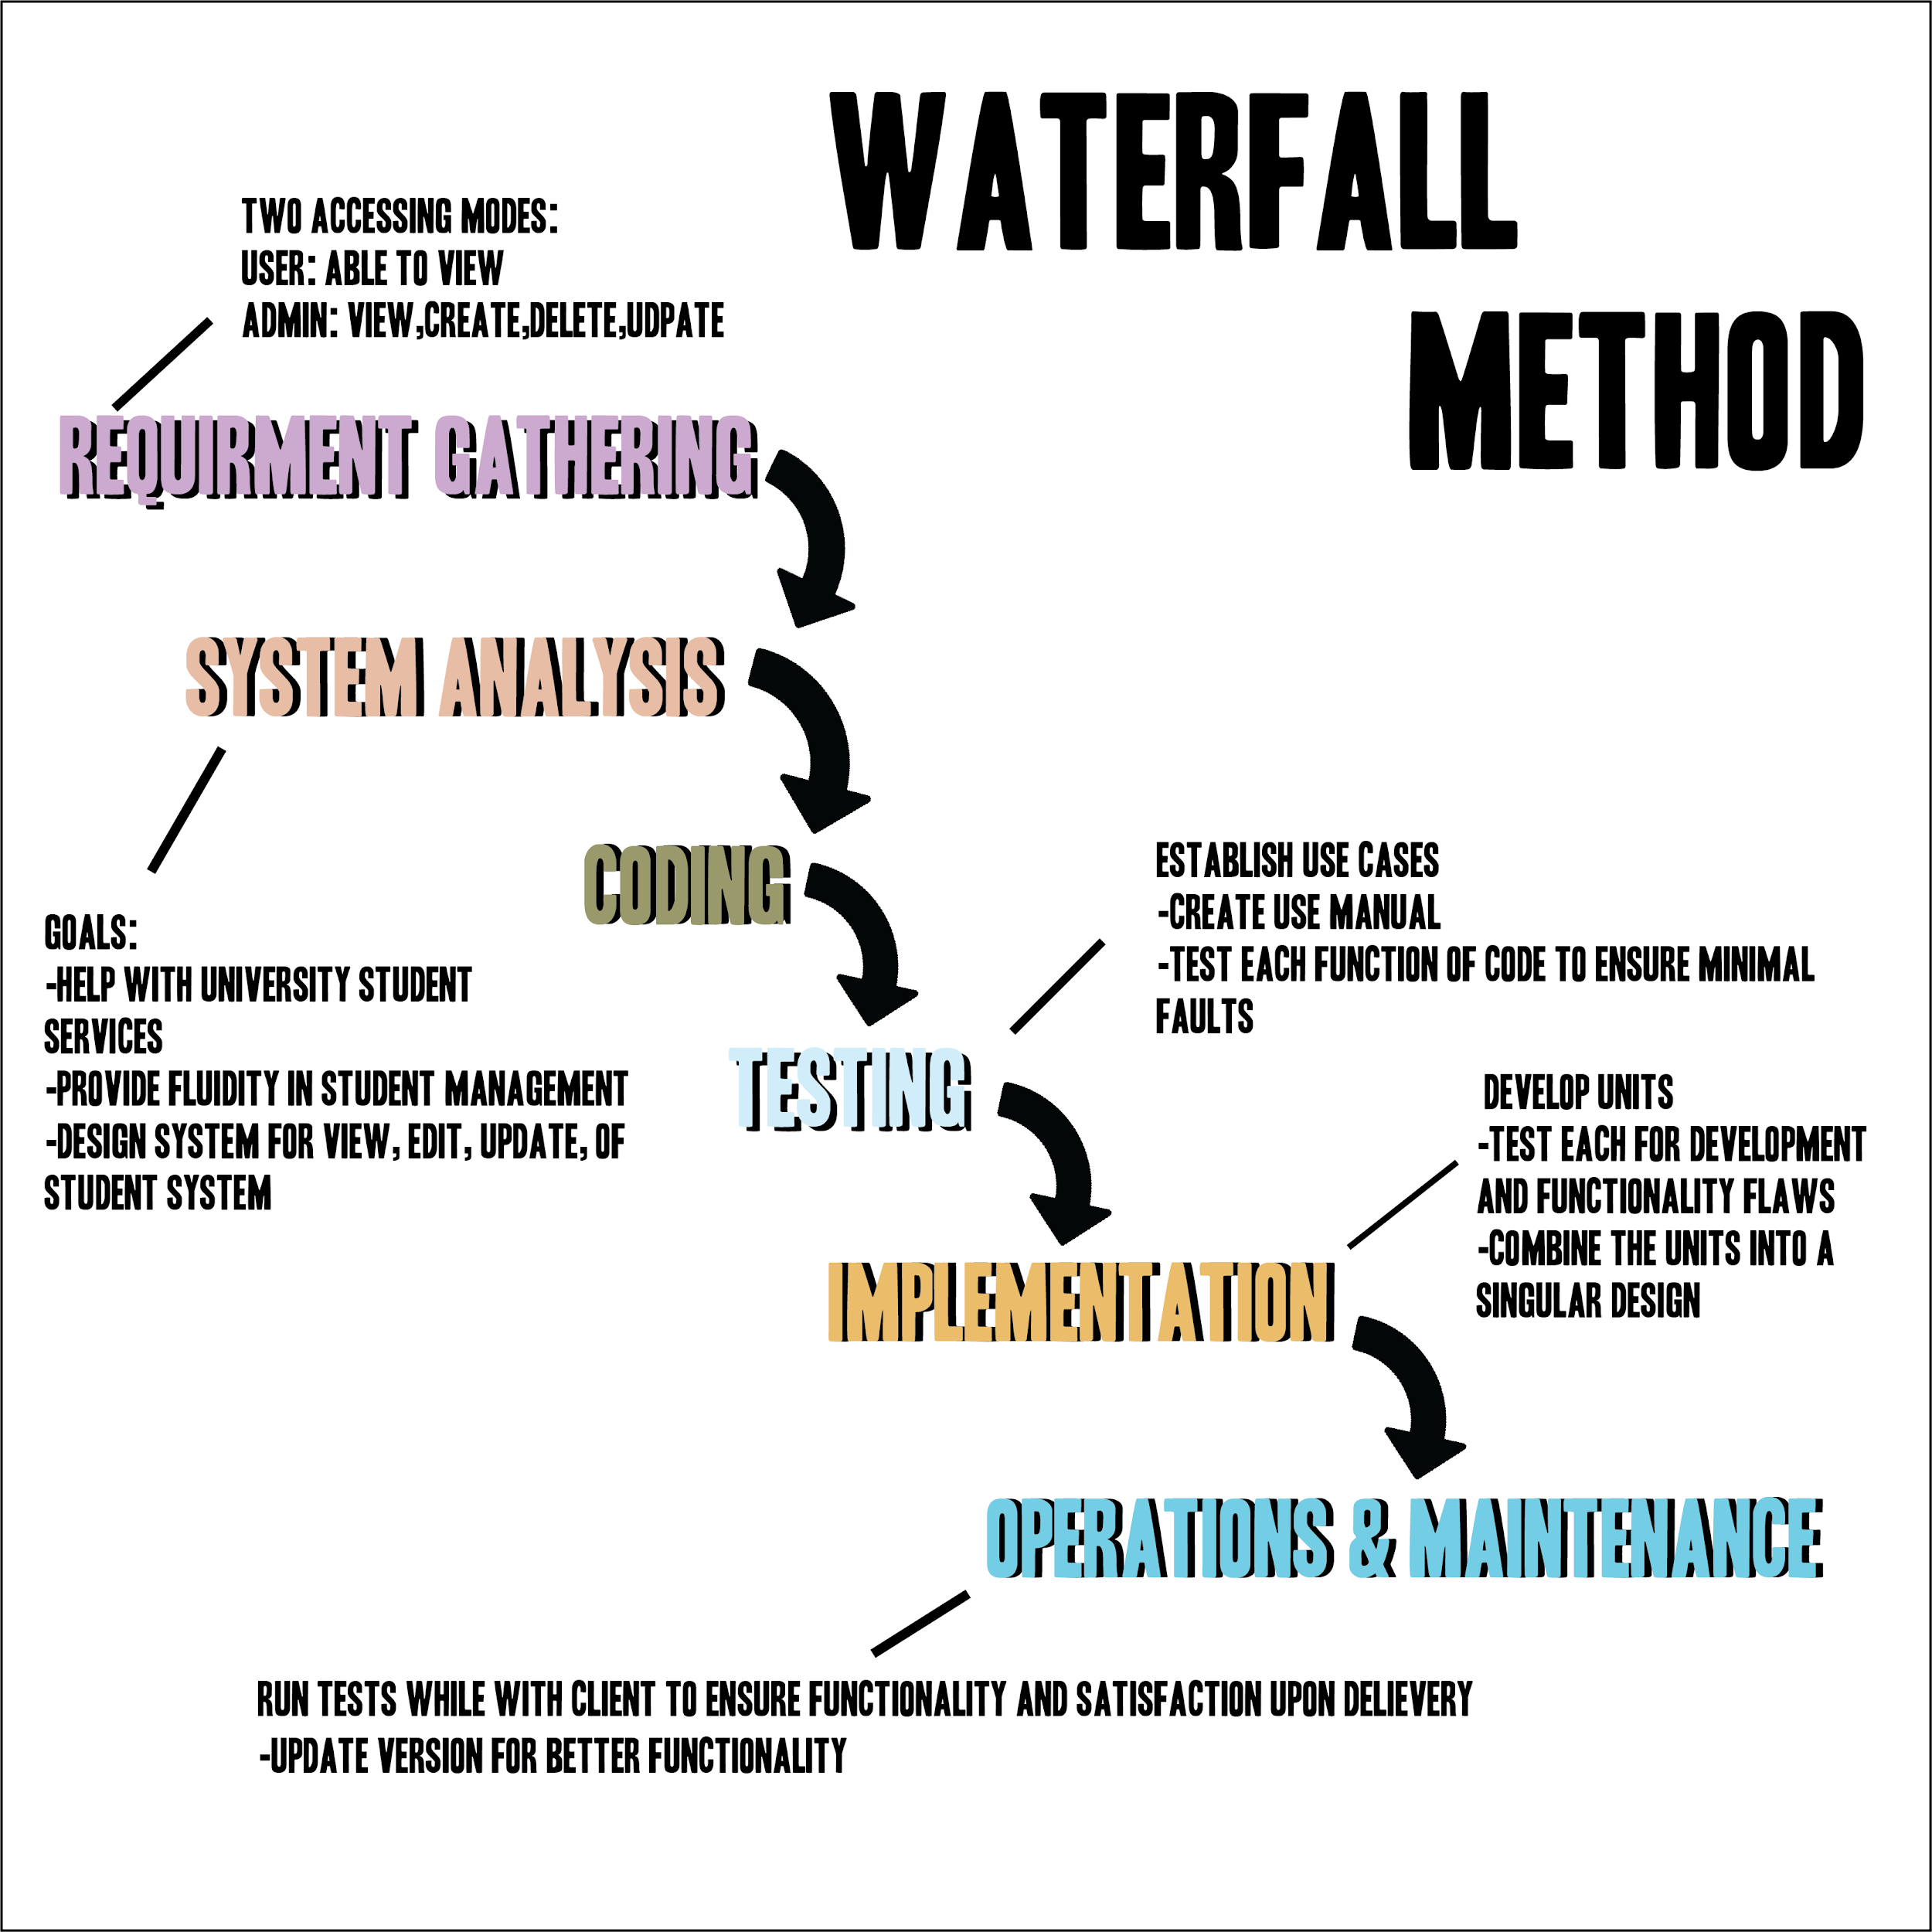 WATERFALL
METHOD
TWO ACCESSING MODES:
USER: ABLE TO VIEW
ADMIN: VIEW,CREATE,DELETE,UDPATE
REQUIRMENT GATHERING
SYSTEM ANALYSIS
GOALS:
-HELP WITH UNIVERSITY STUDENT
SERVICES
-PROVIDE FLUIDITY IN STUDENT MANAGEMENT
-DESIGN SYSTEM FOR VIEW, EDIT, UPDATE, OF
STUDENT SYSTEM
CODING
TESTING
ESTABLISH USE CASES
-CREATE USE MANUAL
-TEST EACH FUNCTION OF CODE TO ENSURE MINIMAL
FAULTS
IMPLEMENTATION
DEVELOP UNITS
-TEST EACH FOR DEVELOPMENT
AND FUNCTIONALITY FLAWS
-COMBINE THE UNITS INTO A
SINGULAR DESIGN
OPERATIONS & MAINTENANCE
RUN TESTS WHILE WITH CLIENT TO ENSURE FUNCTIONALITY AND SATISFACTION UPON DELIEVERY
-UPDATE VERSION FOR BETTER FUNCTIONALITY